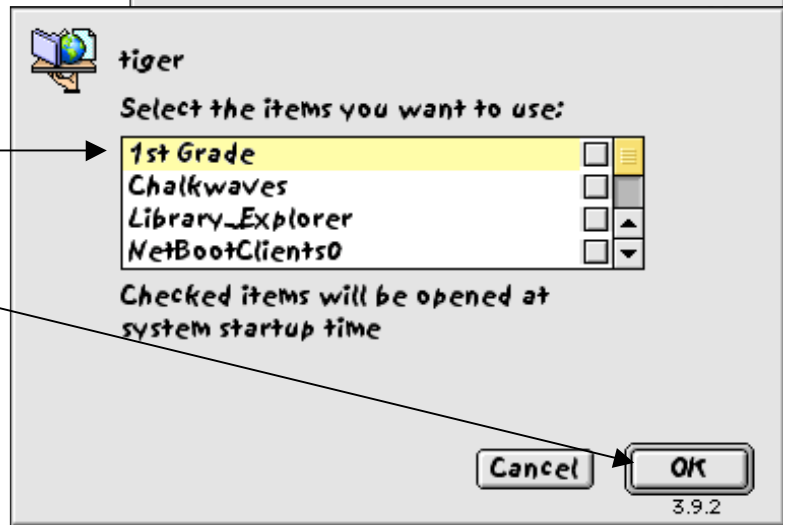 tiger
Select the items you want to use:
1st Grade
Chalkwaves
Library_Explorer
NetBootClients0
Checked items will be opened at
system startup time
Cancel
OK
3.9.2